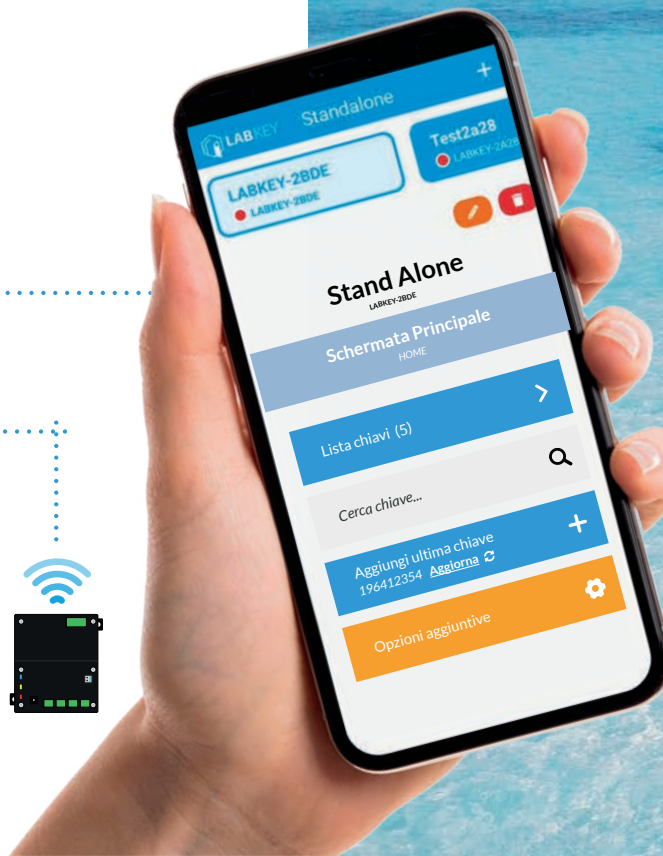 LABKEY Standalone +
LABKEY-2BDE
LABKEY-2BDE
Test2a28
LABKEY-2A28
Stand Alone
LABKEY-2BDE
Schermata Principale
HOME
Lista chiavi (5)
Cerca chiave...
Aggiungi ultima chiave
196412354 Aggiorna
Opzioni aggiuntive